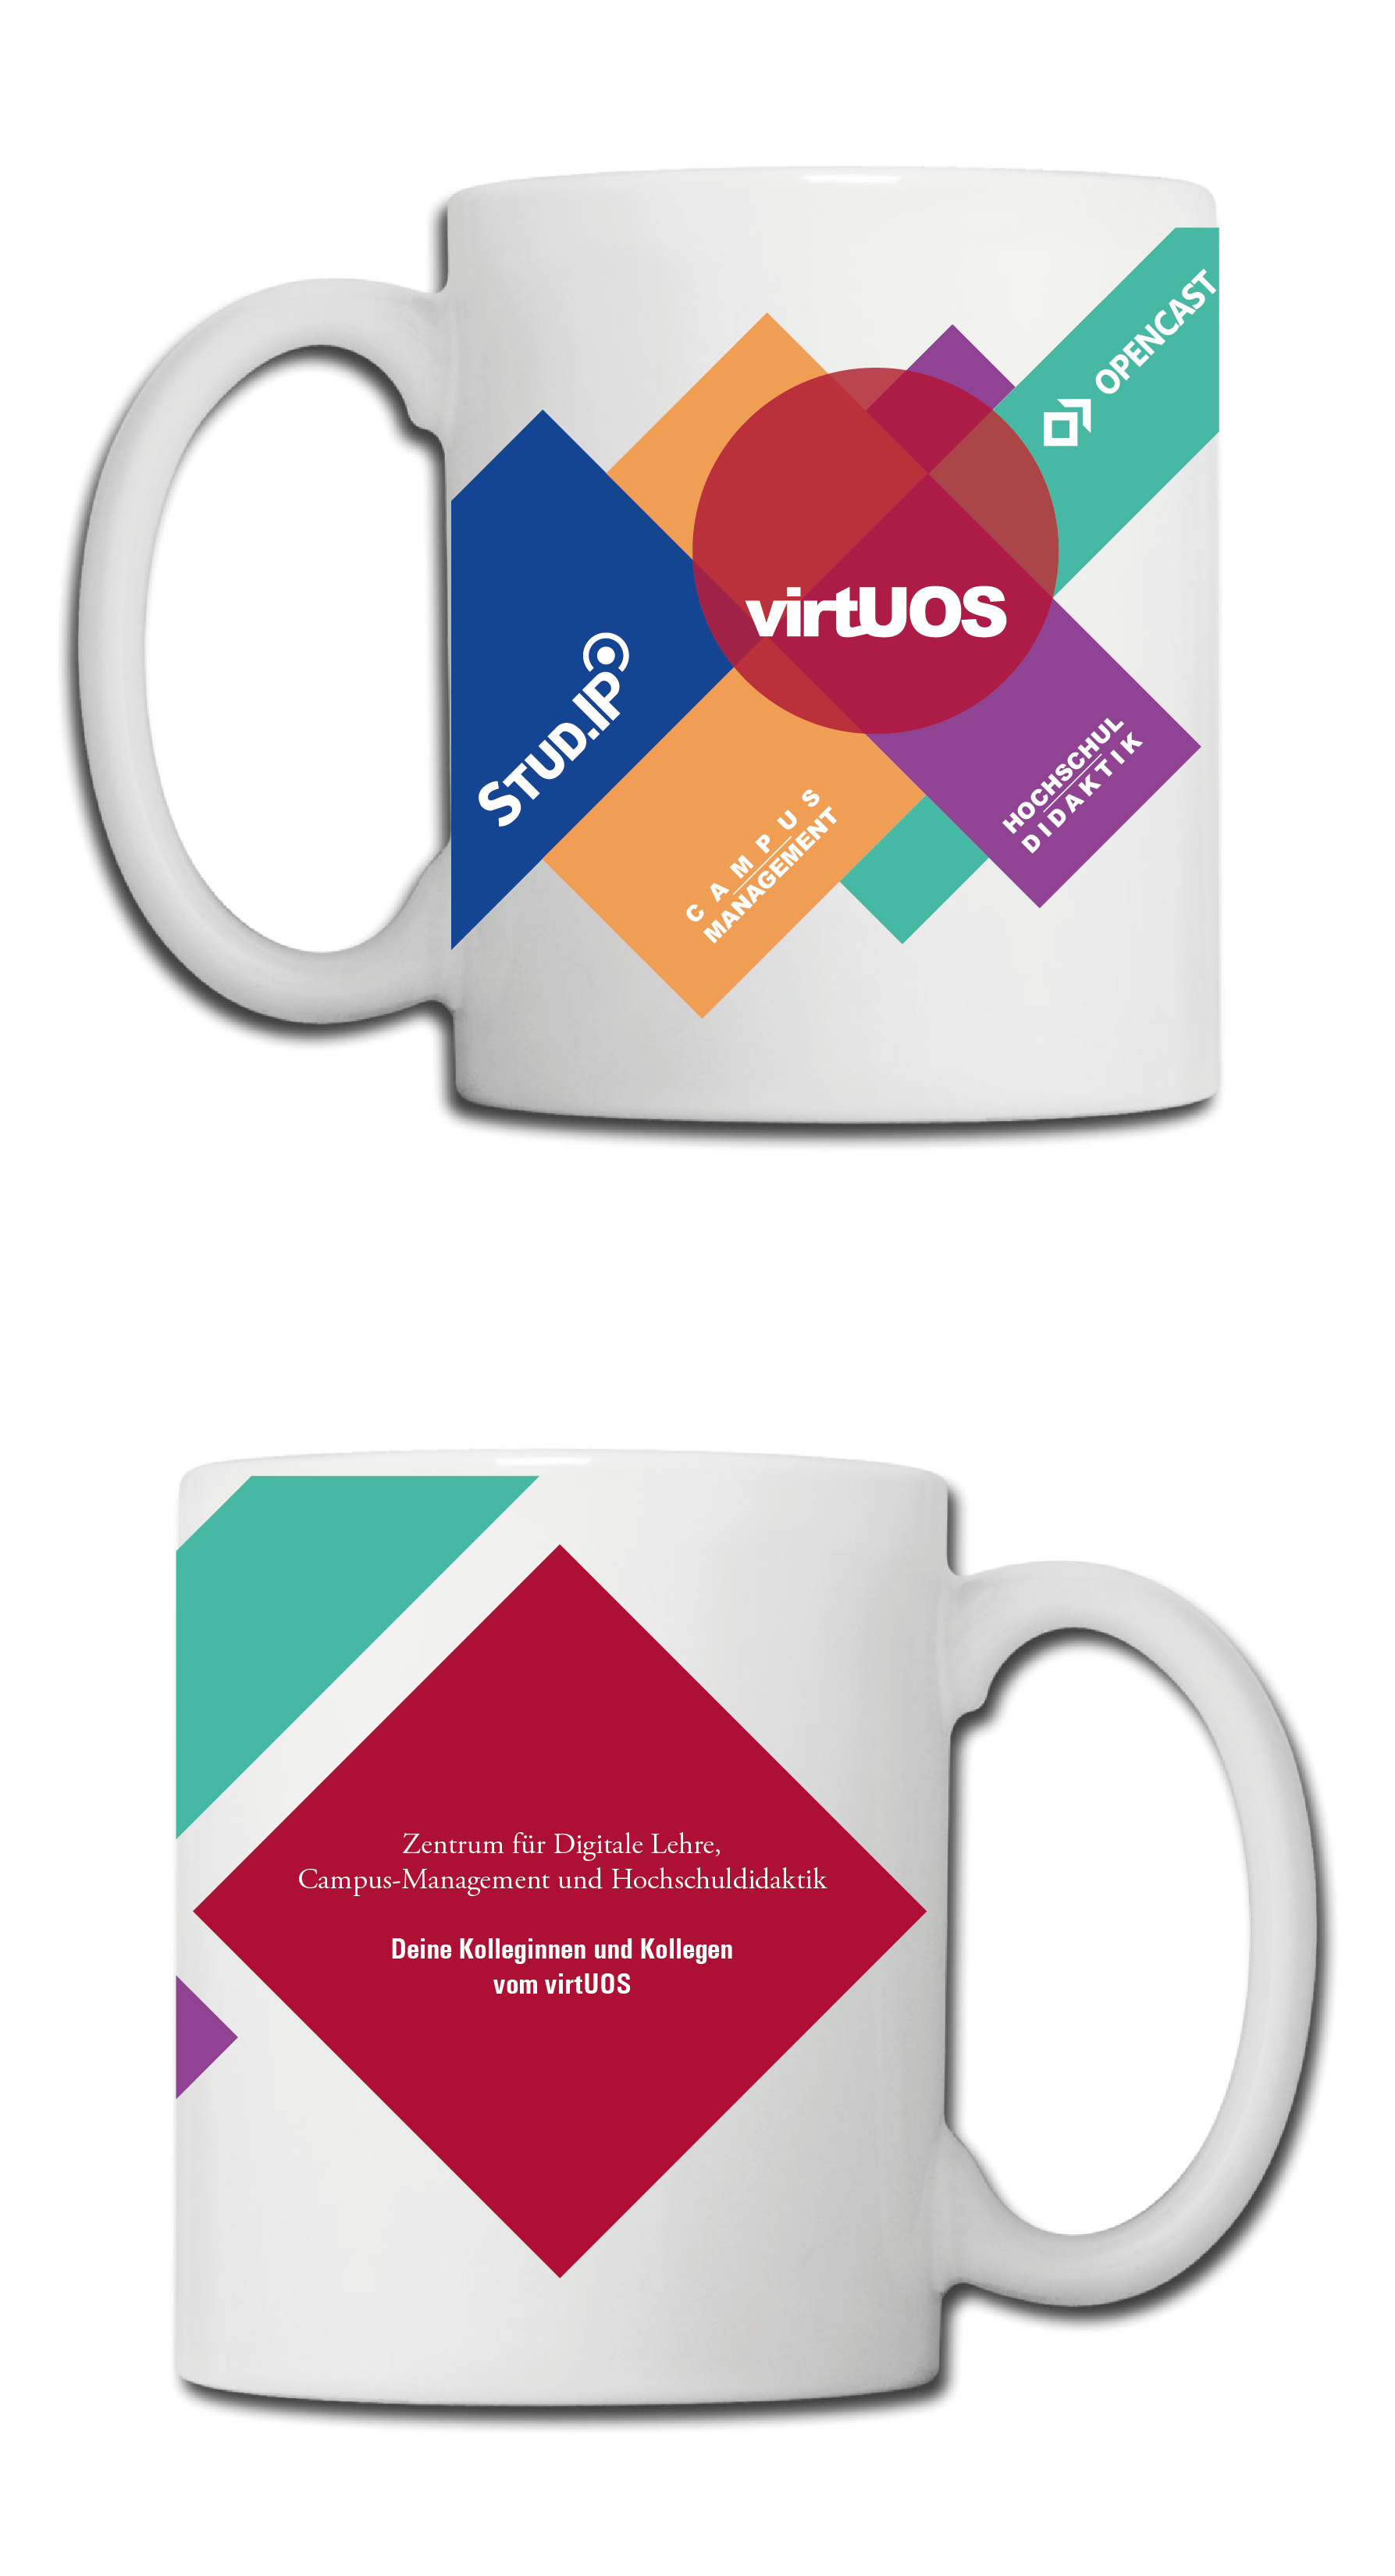 OPENCAST
virtUOS
STUD.IP
HOCHSCHUL
DIDAKTIK
CAMPUS
MANAGEMENT
Zentrum für Digitale Lehre,
Campus-Management und Hochschuldidaktik
Deine Kolleginnen und Kollegen
vom virtUOS